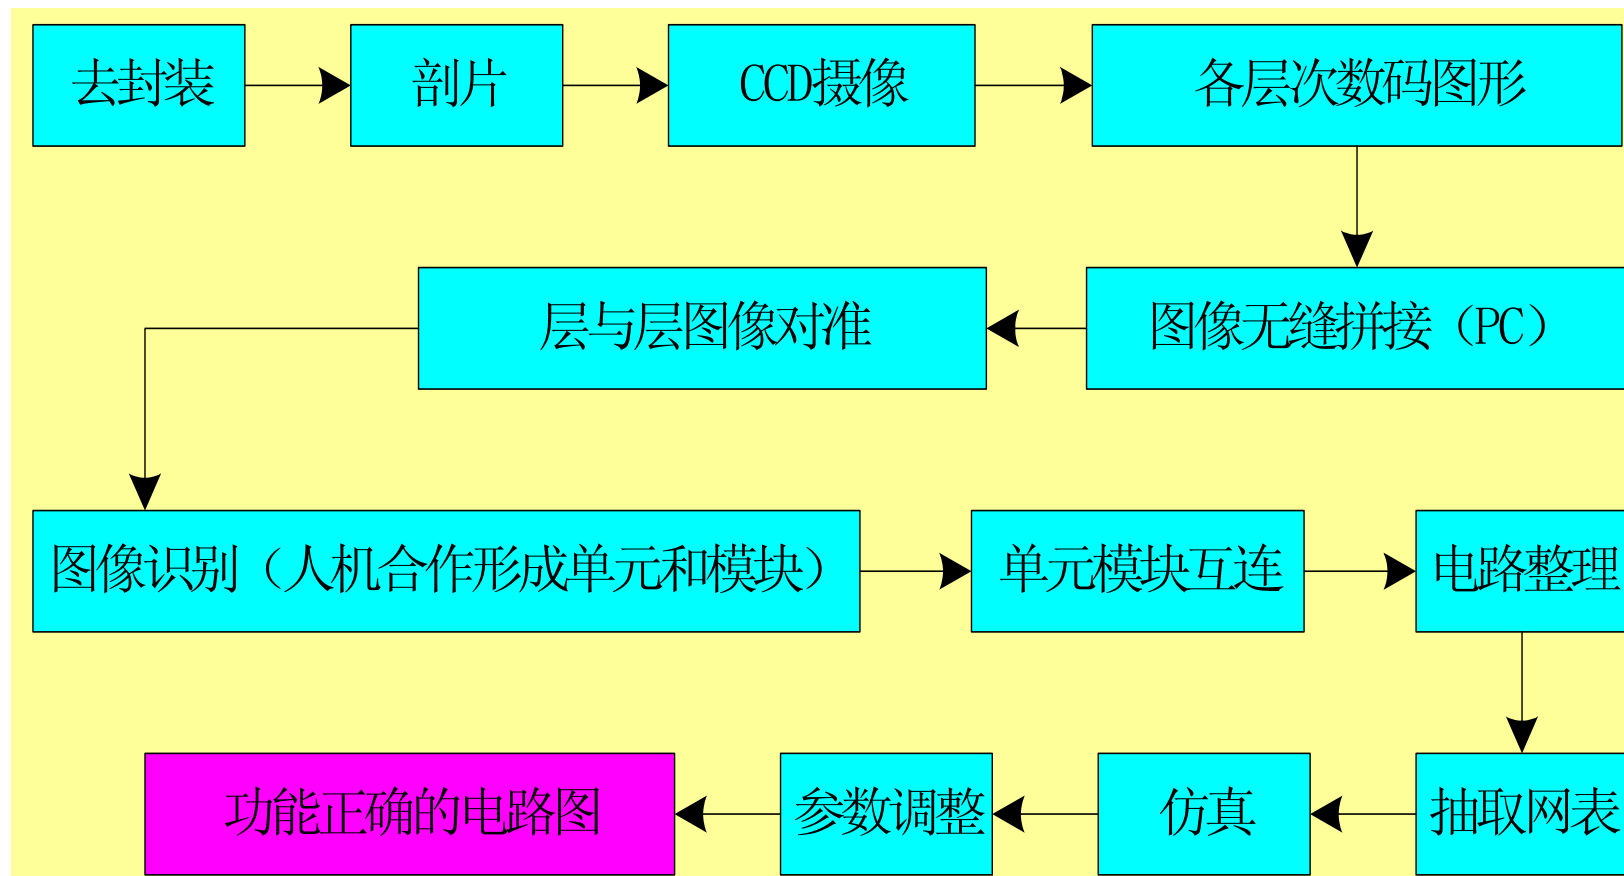 去封装
剖片
CCD摄像
各层次数码图形
图像无缝拼接（PC）
层与层图像对准
图像识别（人机合作形成单元和模块）
单元模块互连
电路整理
抽取网表
仿真
参数调整
功能正确的电路图